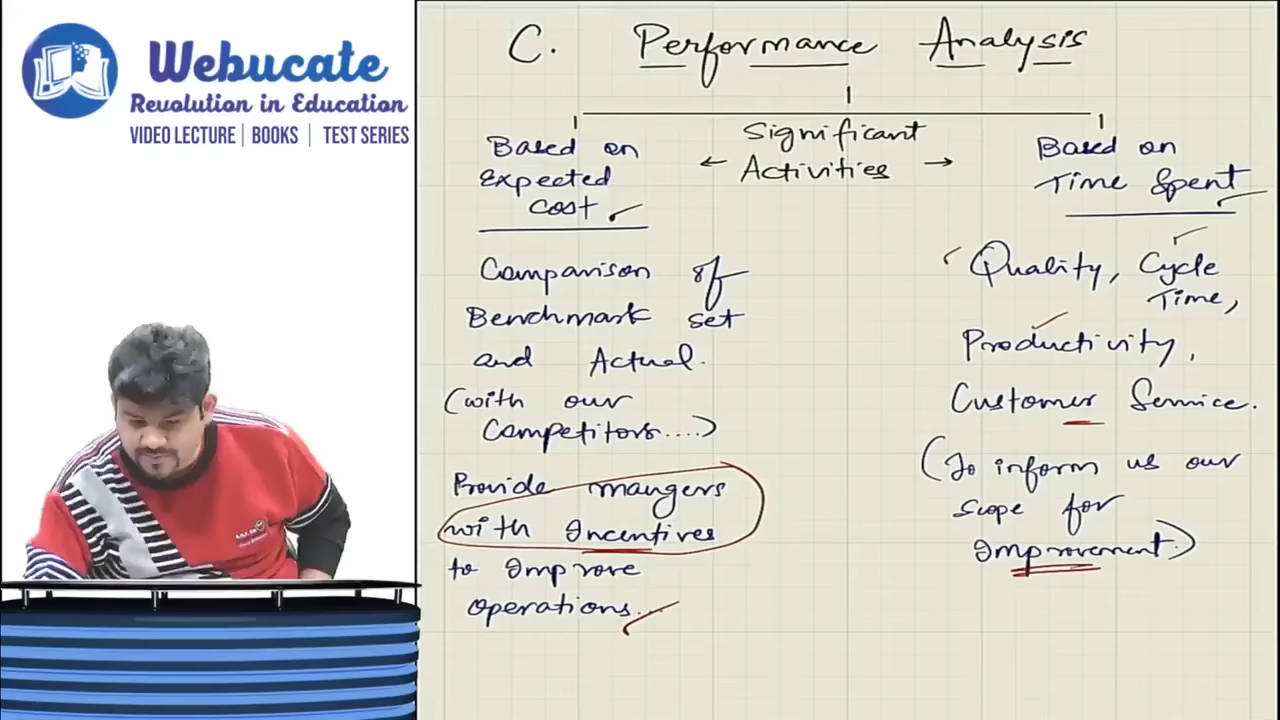 Webucate
Revolution in Education
VIDEO LECTURE | BOOKS | TEST SERIES
C. Performance Analysis
Significant
← Activities →
Based on
Expected
Cost
Comparison of
Benchmark set
and Actual.
(with our
Competitors....)
Provide mangers
with Incentives
to Improve
operations.
Based on
Time Spent
Quality, Cycle
Time,
Productivity,
Customer Service.
(To inform us our
scope for
Improvement.)